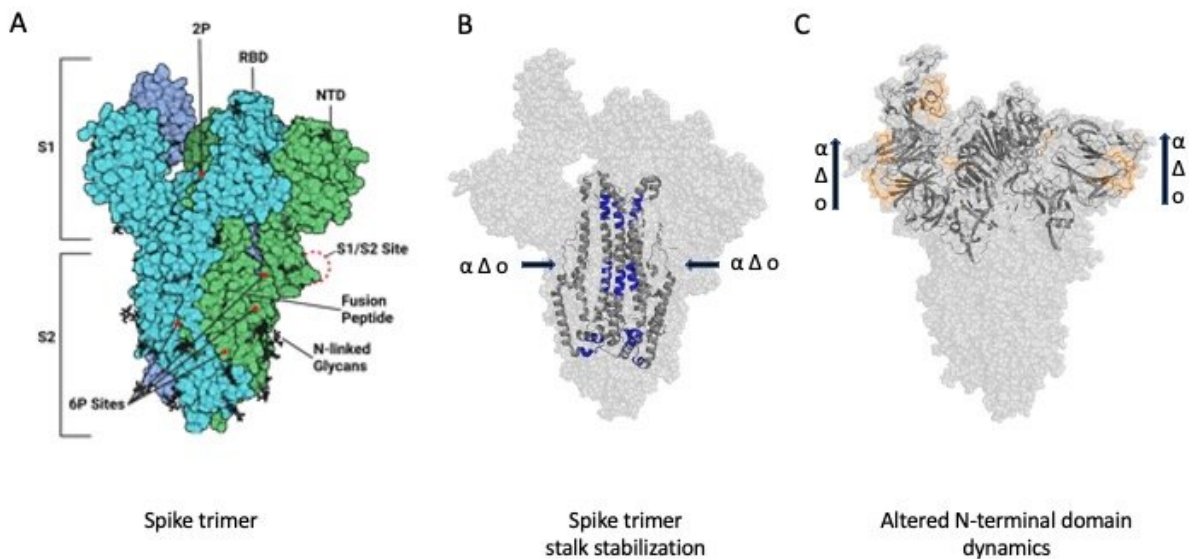 A
2P
RBD
NTD
S1
S1/S2 Site
Fusion
Peptide
S2
N-linked
Glycans
6P Sites
Spike trimer
B
α Δ o
α Δ o
Spike trimer
stalk stabilization
C
α
Δ
o
α
Δ
o
Altered N-terminal domain
dynamics